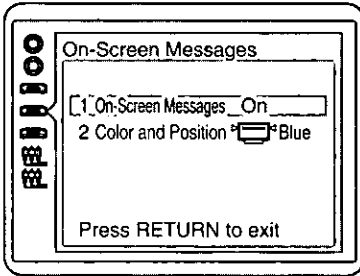 On-Screen Messages
1 On-Screen Messages On
2 Color and Position Blue
Press RETURN to exit